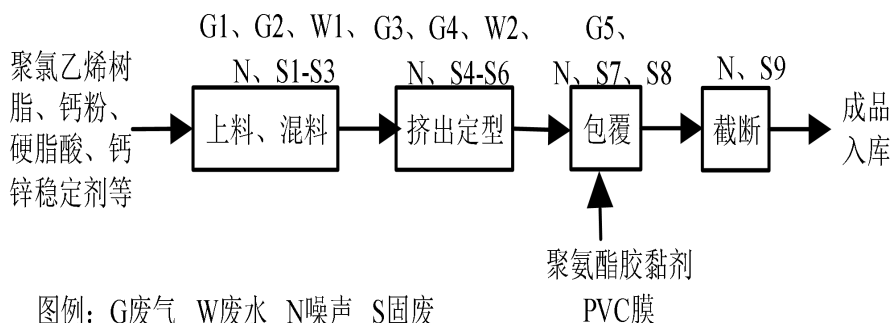 G1、G2、W1、
N、S1-S3
G3、G4、W2、
N、S4-S6
G5、
N、S7、S8
N、S9
聚氯乙烯树
脂、钙粉、
硬脂酸、钙
锌稳定剂等
上料、混料
挤出定型
包覆
截断
成品
入库
聚氨酯胶黏剂
PVC膜
图例：G废气 W废水 N噪声 S固废